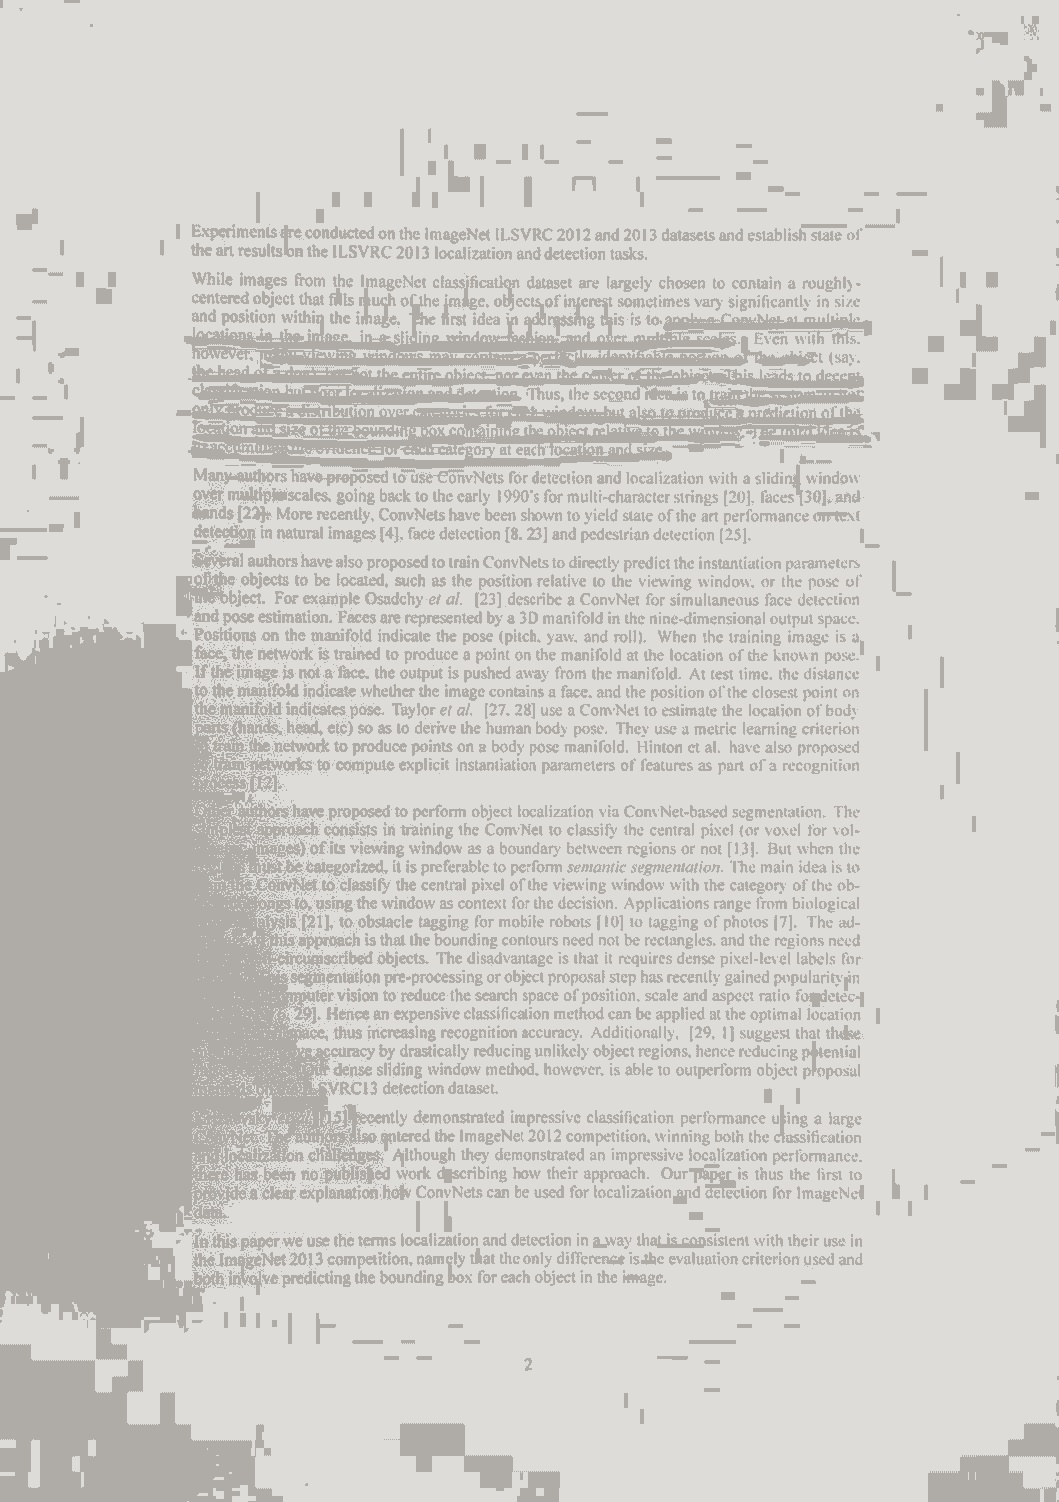 Experiments are conducted on the ImageNet ILSVRC 2012 and 2013 datasets and establish state of
the art results on the ILSVRC 2013 localization and detection tasks.
While images from the ImageNet classification dataset are largely chosen to contain a roughly-
centered object that fills much of the image, objects of interest sometimes vary significantly in size
and position within the image. The first idea in addressing this is to apply a ConvNet at multiple
locations in the image, in a sliding window fashion, and over multiple scales. Even with this,
however, viewing windows may contain a perfectly identifiable portion of the object (say,
the head of a dog), not the entire object, nor even the center of the object. This leads to decent
classification but poor localization and detection. Thus, the second idea is to train the system to not
only produce a distribution over categories for each window, but also to produce a prediction of the
location and size of the bounding box containing the object relative to the window. The third idea is
to accumulate the evidence for each category at each location and size.
Many authors have proposed to use ConvNets for detection and localization with a sliding window
over multiple scales, going back to the early 1990's for multi-character strings [20], faces [30], and
hands [22]. More recently, ConvNets have been shown to yield state of the art performance on text
detection in natural images [4], face detection [8, 23] and pedestrian detection [25].
Several authors have also proposed to train ConvNets to directly predict the instantiation parameters
of the objects to be located, such as the position relative to the viewing window, or the pose of
the object. For example Osadchy et al. [23] describe a ConvNet for simultaneous face detection
and pose estimation. Faces are represented by a 3D manifold in the nine-dimensional output space.
Positions on the manifold indicate the pose (pitch, yaw, and roll). When the training image is a
face, the network is trained to produce a point on the manifold at the location of the known pose.
If the image is not a face, the output is pushed away from the manifold. At test time, the distance
to the manifold indicate whether the image contains a face, and the position of the closest point on
the manifold indicates pose. Taylor et al. [27, 28] use a ConvNet to estimate the location of body
parts (hands, head, etc) so as to derive the human body pose. They use a metric learning criterion
to train the network to produce points on a body pose manifold. Hinton et al. have also proposed
to train networks to compute explicit instantiation parameters of features as part of a recognition
process [12].
Other authors have proposed to perform object localization via ConvNet-based segmentation. The
simplest approach consists in training the ConvNet to classify the central pixel (or voxel for vol-
images) of its viewing window as a boundary between regions or not [13]. But when the
must be categorized, it is preferable to perform semantic segmentation. The main idea is to
train the ConvNet to classify the central pixel of the viewing window with the category of the ob-
belongs to, using the window as context for the decision. Applications range from biological
analysis [21], to obstacle tagging for mobile robots [10] to tagging of photos [7]. The ad-
this approach is that the bounding contours need not be rectangles, and the regions need
circumscribed objects. The disadvantage is that it requires dense pixel-level labels for
segmentation pre-processing or object proposal step has recently gained popularity in
computer vision to reduce the search space of position, scale and aspect ratio for detec-
29]. Hence an expensive classification method can be applied at the optimal location
space, thus increasing recognition accuracy. Additionally, [29, 1] suggest that these
accuracy by drastically reducing unlikely object regions, hence reducing potential
Our dense sliding window method, however, is able to outperform object proposal
ILSVRC13 detection dataset.
[15] recently demonstrated impressive classification performance using a large
ConvNet. The authors also entered the ImageNet 2012 competition, winning both the classification
and localization challenges. Although they demonstrated an impressive localization performance,
there has been no published work describing how their approach. Our paper is thus the first to
provide a clear explanation how ConvNets can be used for localization and detection for ImageNet
data.
In this paper we use the terms localization and detection in a way that is consistent with their use in
the ImageNet 2013 competition, namely that the only difference is the evaluation criterion used and
both involve predicting the bounding box for each object in the image.
2